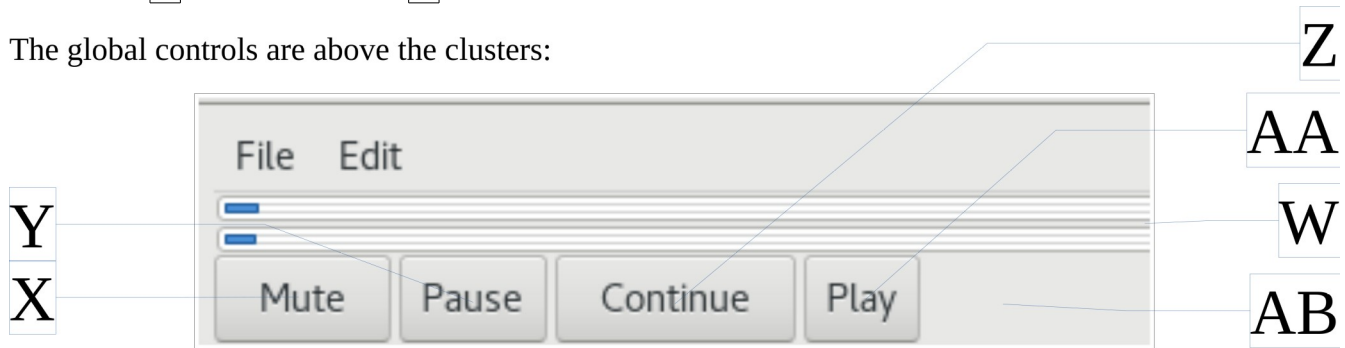 The global controls are above the clusters:
Z
AA
File Edit
Y
W
X
Mute Pause Continue Play
AB